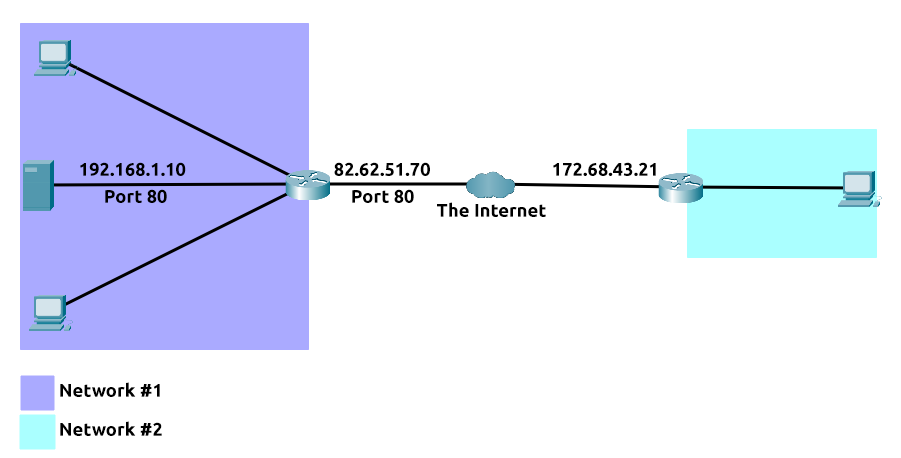 192.168.1.10
Port 80
82.62.51.70
Port 80
The Internet
172.68.43.21
Network #1
Network #2